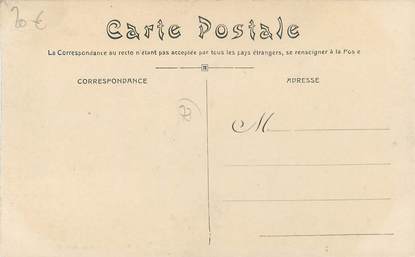 20 €
Carte Postale
La Correspondance au recto n'étant pas acceptée par tous les pays étrangers, se renseigner à la Pos e
CORRESPONDANCE
ADRESSE
M